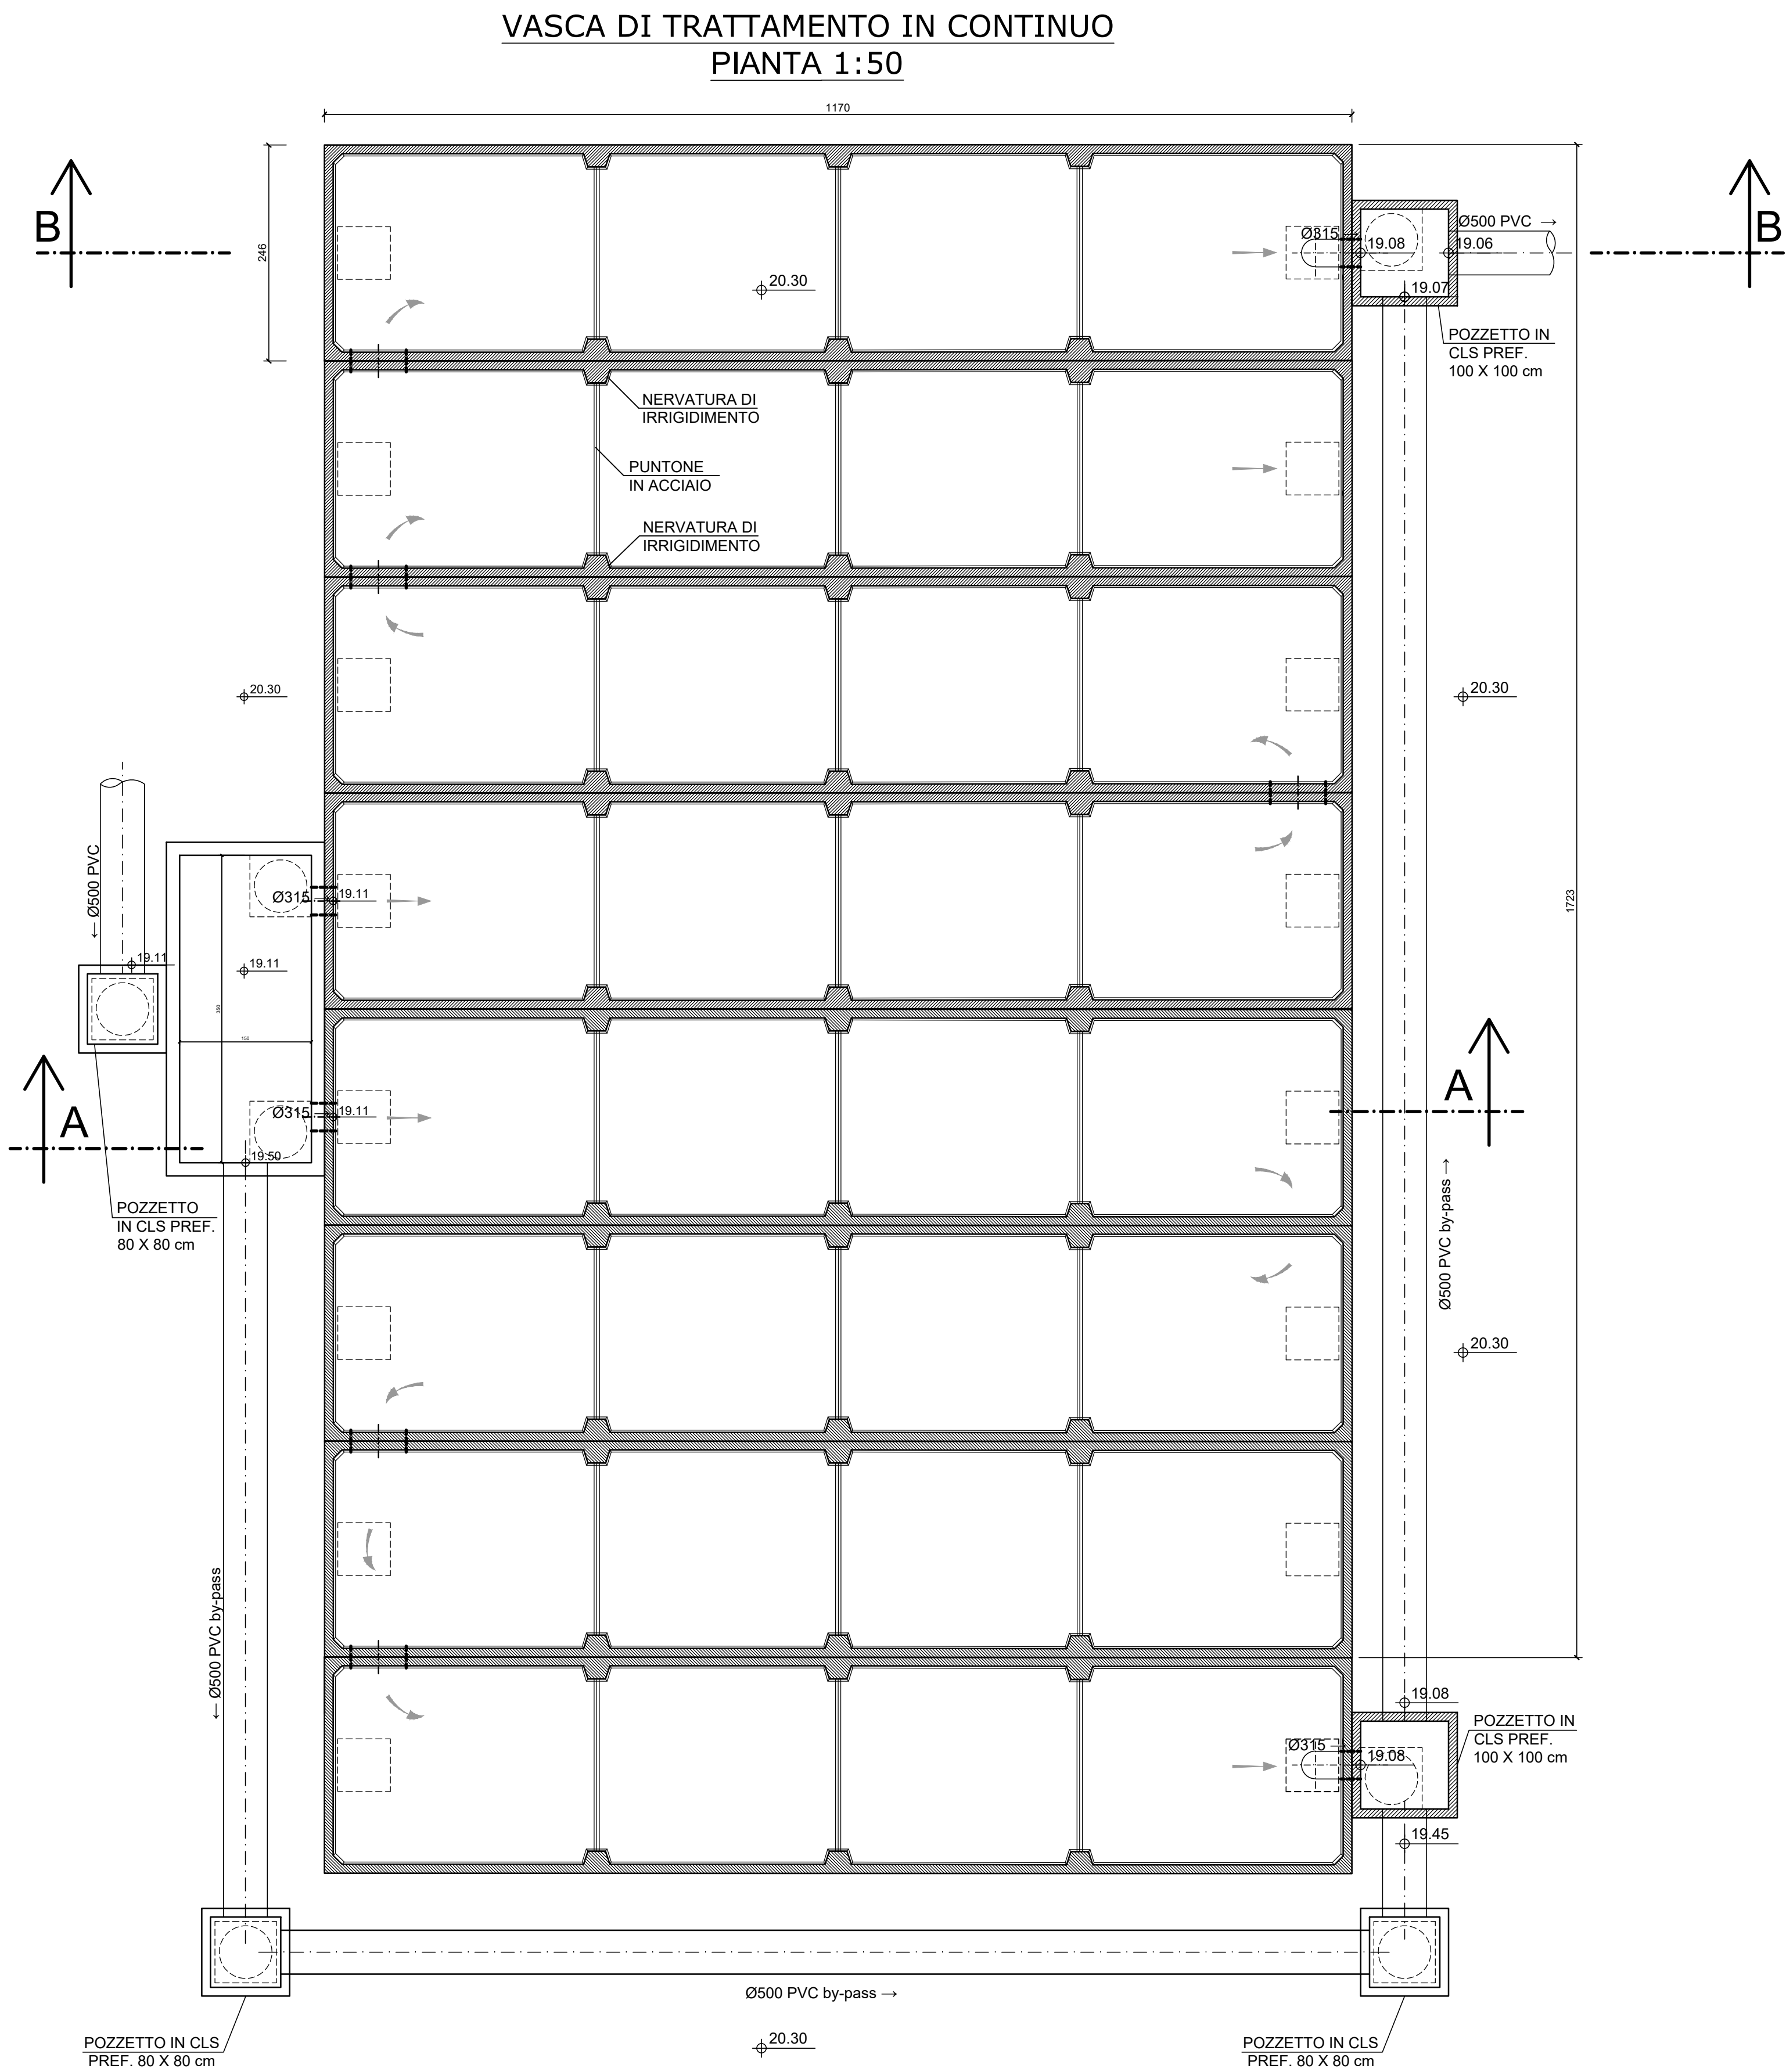 VASCA DI TRATTAMENTO IN CONTINUO
PIANTA 1:50
1170
B
B
246
Ø500 PVC →
Ø315 →
19.08
19.06
20.30
19.07
POZZETTO IN
CLS PREF.
100 X 100 cm
NERVATURA DI
IRRIGIDIMENTO
PUNTONE
IN ACCIAIO
NERVATURA DI
IRRIGIDIMENTO
20.30
20.30
← Ø500 PVC
Ø315 →
19.11
1723
19.11
19.11
350
150
A
A
Ø315 →
19.11
19.50
POZZETTO
IN CLS PREF.
80 X 80 cm
Ø500 PVC by-pass →
20.30
← Ø500 PVC by-pass
19.08
POZZETTO IN
CLS PREF.
100 X 100 cm
Ø315 →
19.08
19.45
Ø500 PVC by-pass →
POZZETTO IN CLS
PREF. 80 X 80 cm
20.30
POZZETTO IN CLS
PREF. 80 X 80 cm